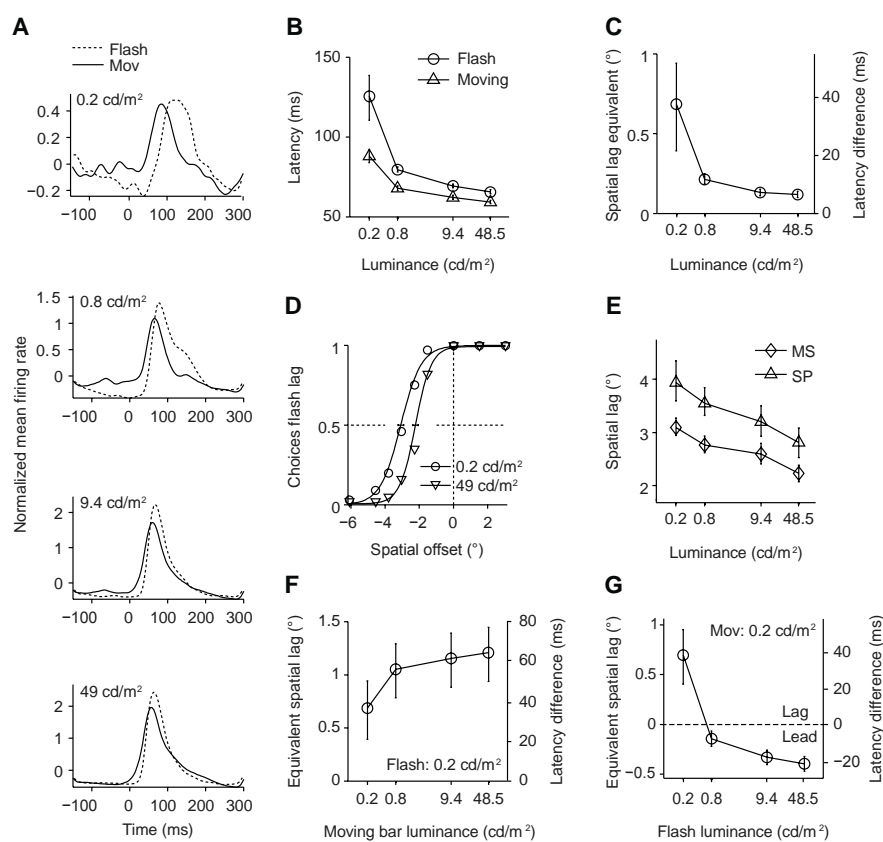 A
Flash
Mov
Normalized mean firing rate
0.2 cd/m²
0.4
0.2
0
−0.2
−100 0 100 200 300
0.8 cd/m²
1.5
1.0
0.5
0
−100 0 100 200 300
9.4 cd/m²
2
1
0
−100 0 100 200 300
49 cd/m²
2
1
0
−100 0 100 200 300
Time (ms)
B
Flash
Moving
Latency (ms)
150
100
50
0.2 0.8 9.4 48.5
Luminance (cd/m²)
C
Spatial lag equivalent (°)
1
0.5
0
Latency difference (ms)
40
20
0
0.2 0.8 9.4 48.5
Luminance (cd/m²)
D
Choices flash lag
1
0.5
0
0.2 cd/m²
49 cd/m²
−6 −4 −2 0 2
Spatial offset (°)
E
MS
SP
Spatial lag (°)
4
3
2
0.2 0.8 9.4 48.5
Luminance (cd/m²)
F
Equivalent spatial lag (°)
1.5
1
0.5
0
Latency difference (ms)
80
60
40
20
0
Flash: 0.2 cd/m²
0.2 0.8 9.4 48.5
Moving bar luminance (cd/m²)
G
Equivalent spatial lag (°)
1
0.5
0
−0.5
Mov: 0.2 cd/m²
Lag
Lead
Latency difference (ms)
40
20
0
−20
0.2 0.8 9.4 48.5
Flash luminance (cd/m²)